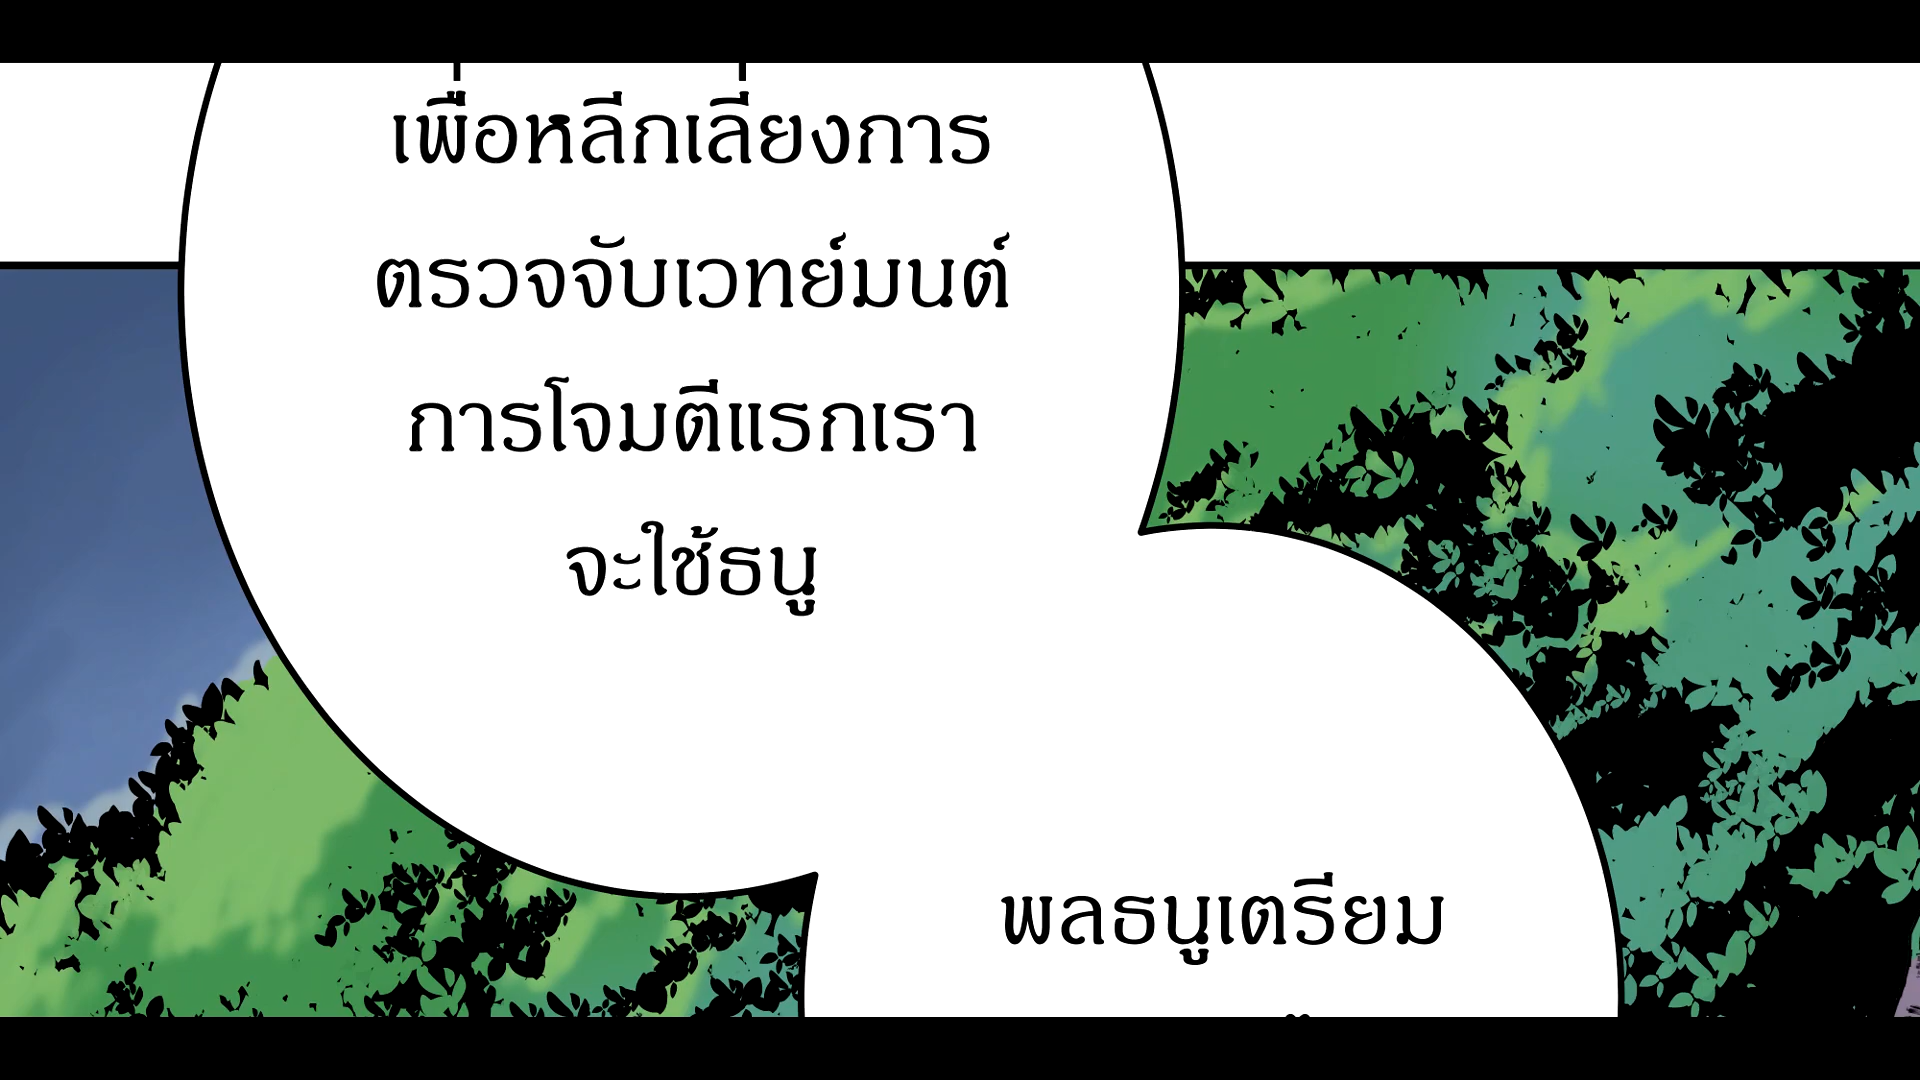 เพื่อหลีกเลี่ยงการ
ตรวจจับเวทย์มนต์
การโจมตีแรกเรา
จะใช้ธนู
พลธนูเตรียม